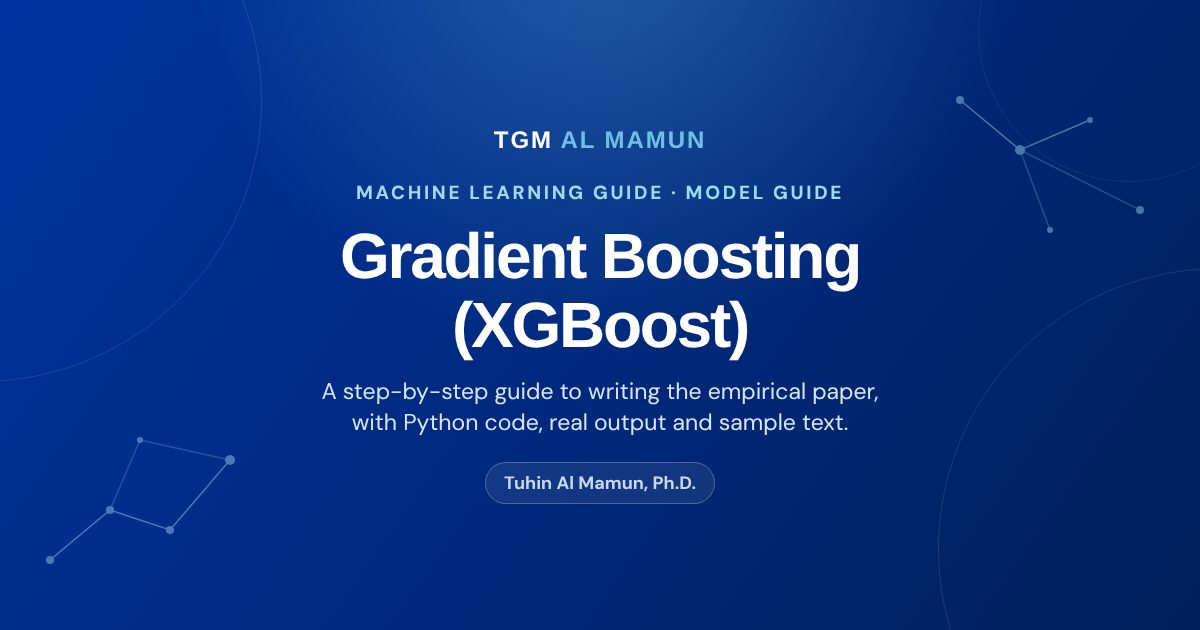 TGM AL MAMUN
MACHINE LEARNING GUIDE · MODEL GUIDE
Gradient Boosting
(XGBoost)
A step-by-step guide to writing the empirical paper,
with Python code, real output and sample text.
Tuhin Al Mamun, Ph.D.